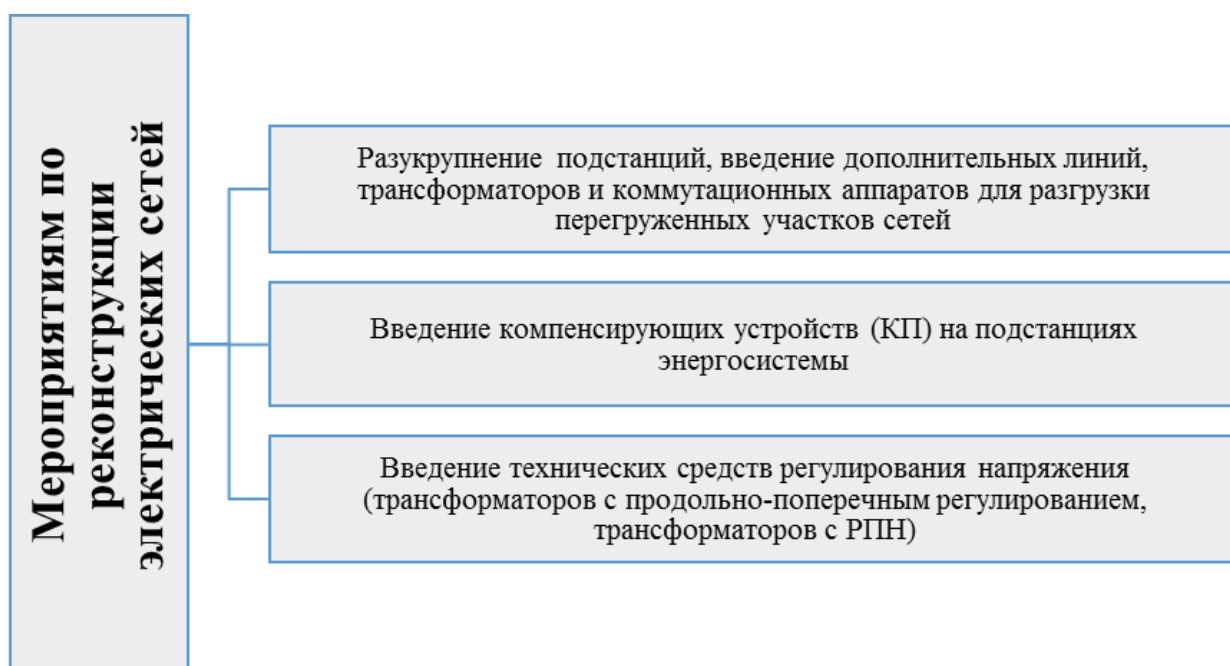 Мероприятиям по
реконструкции
электрических сетей
Разукрупнение подстанций, введение дополнительных линий,
трансформаторов и коммутационных аппаратов для разгрузки
перегруженных участков сетей
Введение компенсирующих устройств (КП) на подстанциях
энергосистемы
Введение технических средств регулирования напряжения
(трансформаторов с продольно-поперечным регулированием,
трансформаторов с РПН)